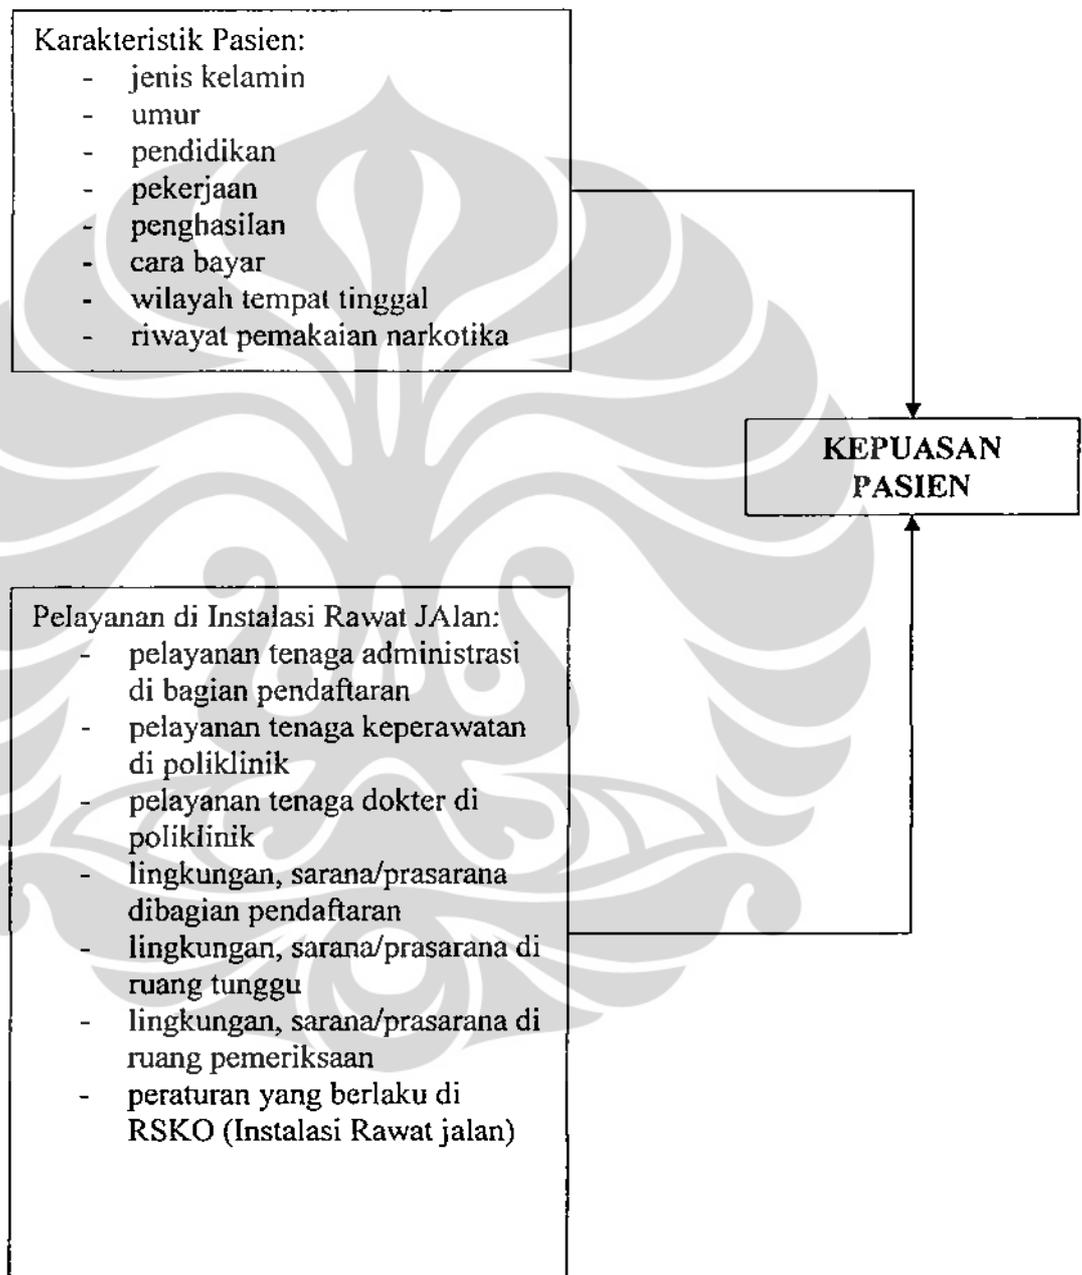 Karakteristik Pasien:
- jenis kelamin
- umur
- pendidikan
- pekerjaan
- penghasilan
- cara bayar
- wilayah tempat tinggal
- riwayat pemakaian narkotika
KEPUASAN
PASIEN
Pelayanan di Instalasi Rawat JAlan:
- pelayanan tenaga administrasi
di bagian pendaftaran
- pelayanan tenaga keperawatan
di poliklinik
- pelayanan tenaga dokter di
poliklinik
- lingkungan, sarana/prasarana
dibagian pendaftaran
- lingkungan, sarana/prasarana di
ruang tunggu
- lingkungan, sarana/prasarana di
ruang pemeriksaan
- peraturan yang berlaku di
RSKO (Instalasi Rawat jalan)